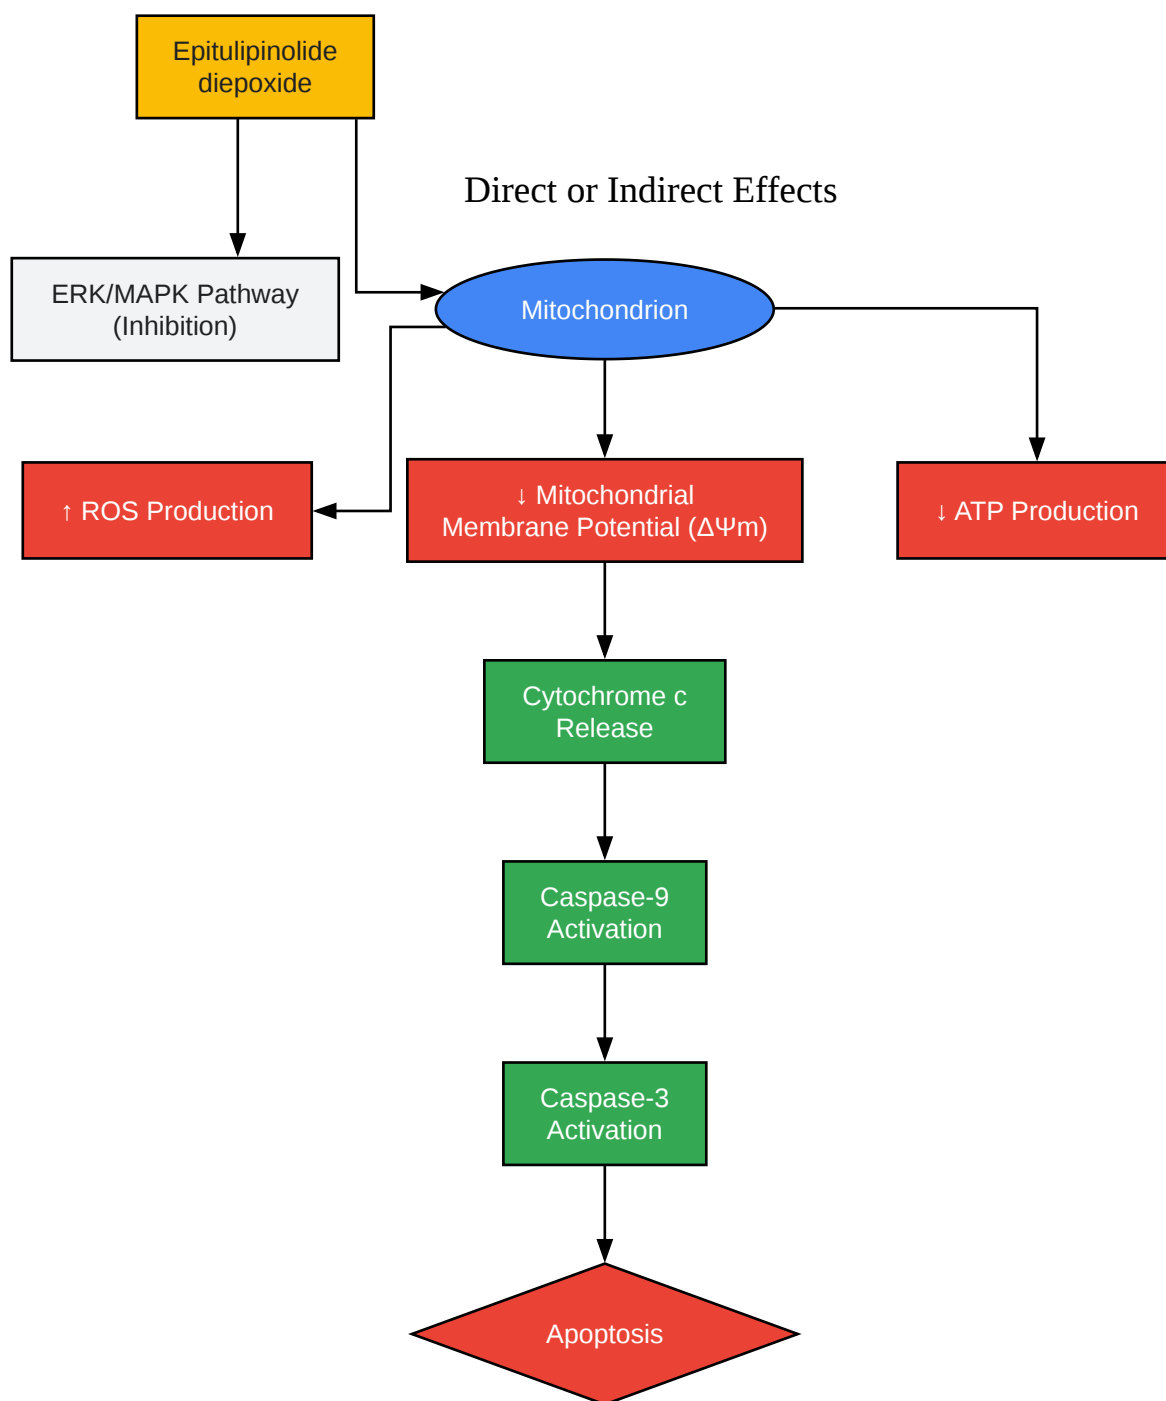 Epitulipinolide
diepoxide
Direct or Indirect Effects
ERK/MAPK Pathway
(Inhibition)
Mitochondrion
↑ ROS Production
↓ Mitochondrial
Membrane Potential (ΔΨm)
↓ ATP Production
Cytochrome c
Release
Caspase-9
Activation
Caspase-3
Activation
Apoptosis